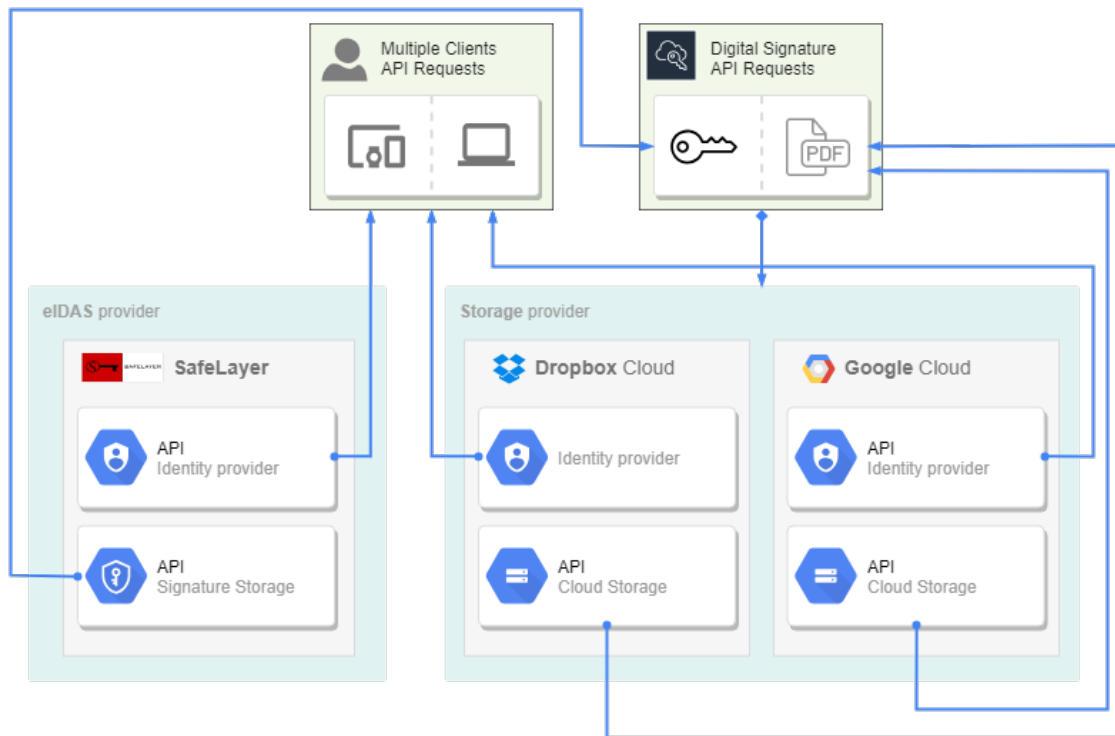 Multiple Clients
API Requests
Digital Signature
API Requests
PDF
eIDAS provider
SAFELAYER SafeLayer
API
Identity provider
API
Signature Storage
Storage provider
Dropbox Cloud
Identity provider
API
Cloud Storage
Google Cloud
API
Identity provider
API
Cloud Storage